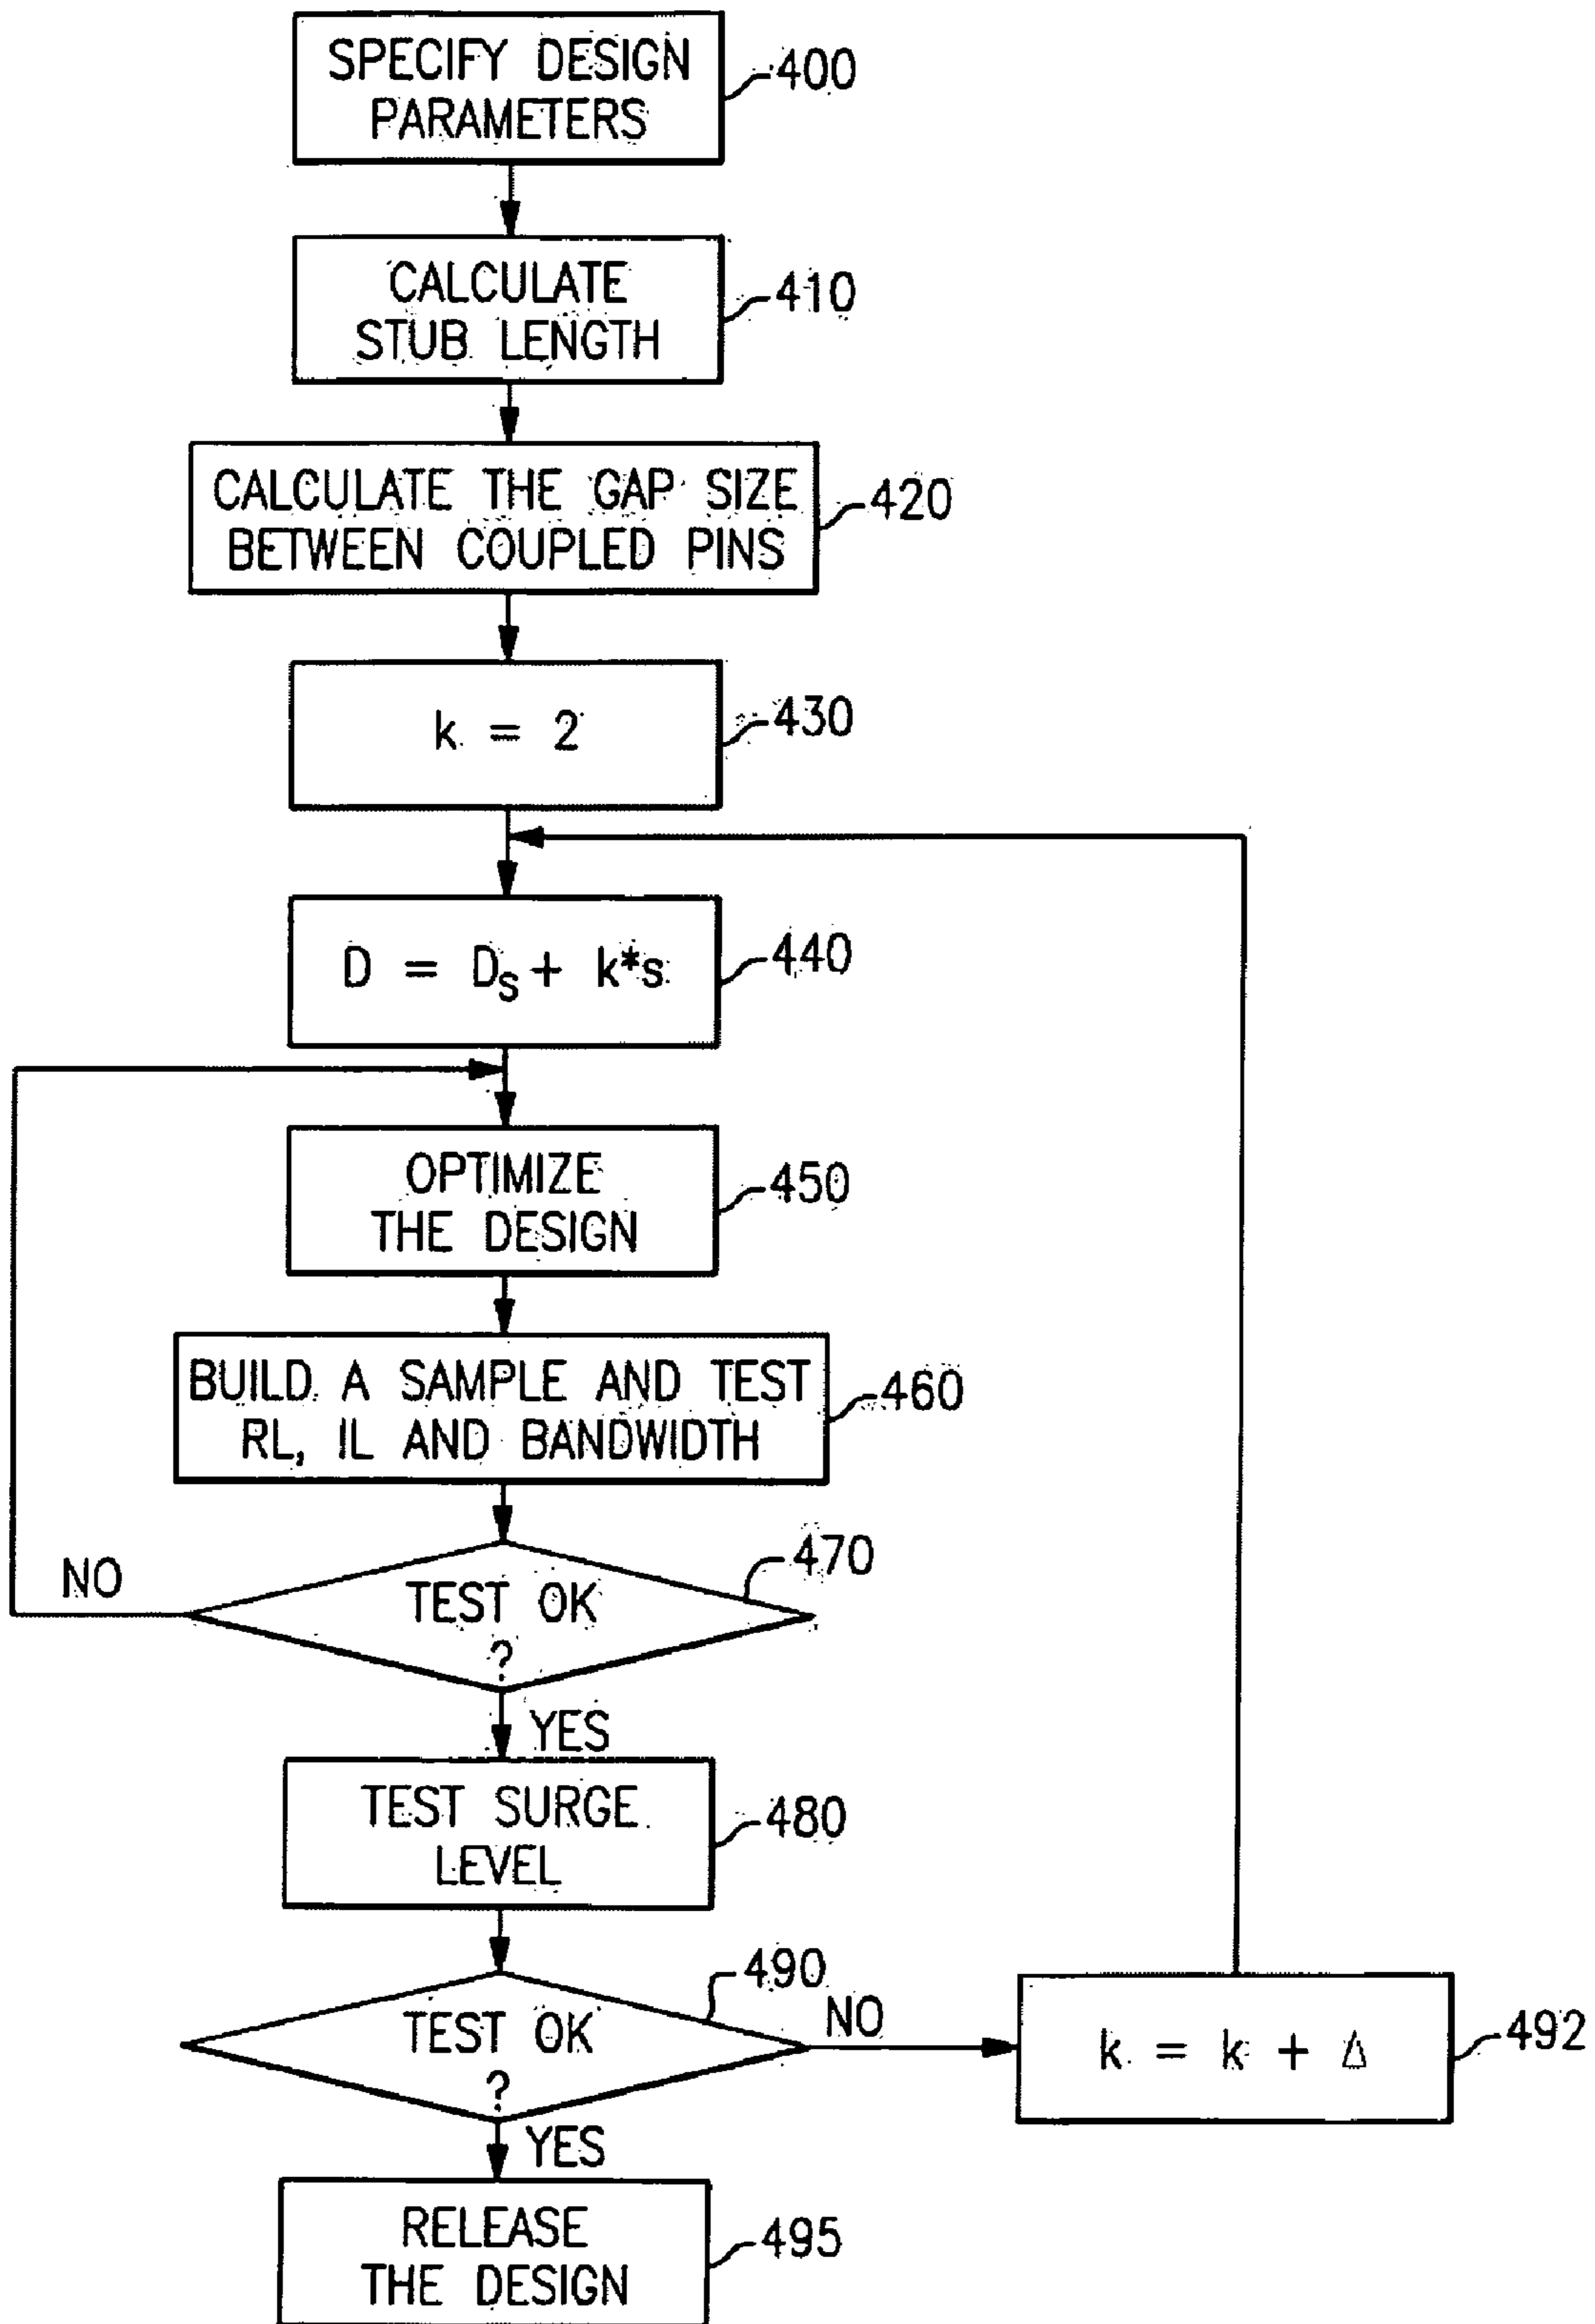 SPECIFY DESIGN
PARAMETERS
400
CALCULATE
STUB LENGTH
410
CALCULATE THE GAP SIZE
BETWEEN COUPLED PINS
420
k = 2
430
D = Ds + k*s
440
OPTIMIZE
THE DESIGN
450
BUILD A SAMPLE AND TEST
RL, IL AND BANDWIDTH
460
TEST OK
?
470
NO
YES
TEST SURGE
LEVEL
480
TEST OK
?
490
NO
k = k + Δ
492
YES
RELEASE
THE DESIGN
495